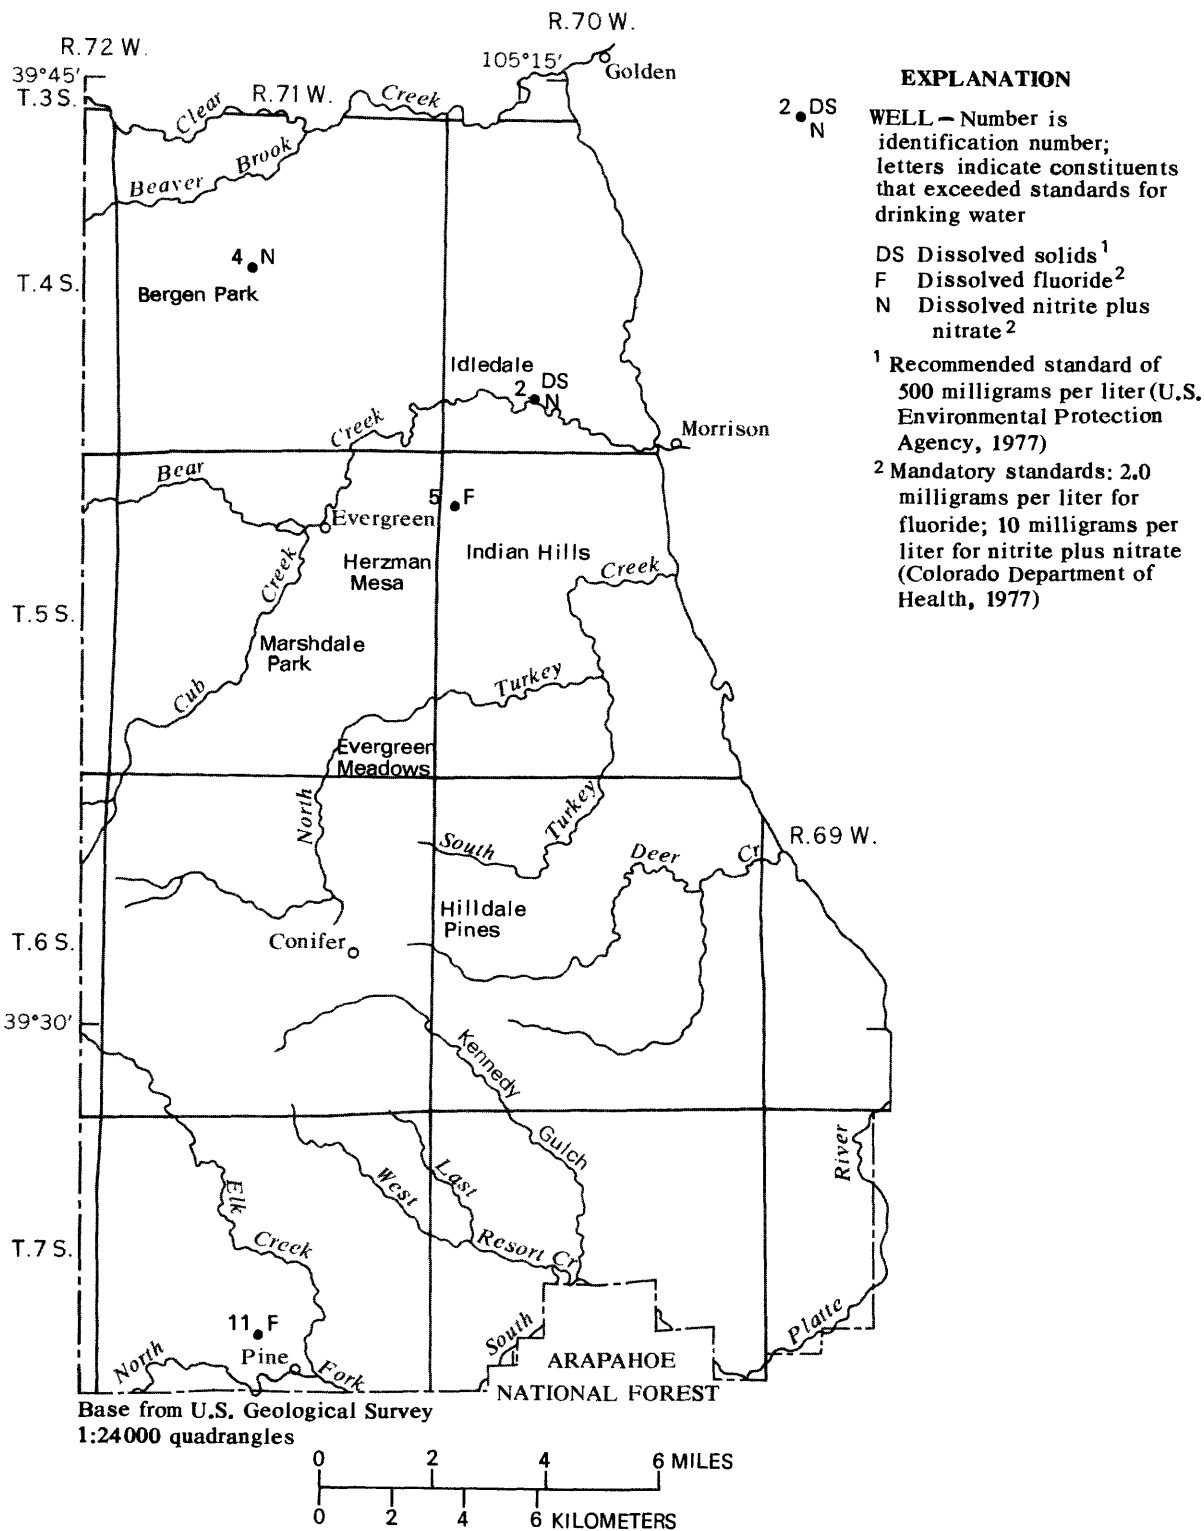 R.70 W.
R.72 W.
105°15'
Golden
39°45'
T.3 S.
R.71 W.
Clear
Creek
Beaver Brook
4 N
T.4 S.
Bergen Park
Idledale
2 DS
N
Creek
Morrison
Bear
5 F
Evergreen
Indian Hills
Herzman
Mesa
Creek
Creek
T.5 S.
Marshdale
Park
Cub
Turkey
Evergreen
Meadows
North
Turkey
South
Deer Cr
R.69 W.
Hilldale
Pines
T.6 S.
Conifer
39°30'
Kennedy
Gulch
River
Last
West
Elk
Creek
Resort Cr
T.7 S.
11 F
Pine
North
Fork
South
Platte
ARAPAHOE
NATIONAL FOREST
Base from U.S. Geological Survey
1:24000 quadrangles
0 2 4 6 MILES
0 2 4 6 KILOMETERS
EXPLANATION
2 DS
N
WELL – Number is
identification number;
letters indicate constituents
that exceeded standards for
drinking water
DS Dissolved solids¹
F Dissolved fluoride²
N Dissolved nitrite plus
nitrate²
¹ Recommended standard of
500 milligrams per liter (U.S.
Environmental Protection
Agency, 1977)
² Mandatory standards: 2.0
milligrams per liter for
fluoride; 10 milligrams per
liter for nitrite plus nitrate
(Colorado Department of
Health, 1977)